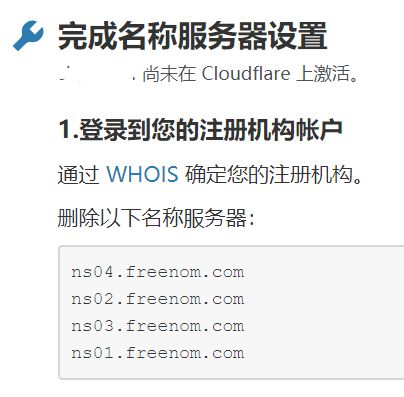 完成名称服务器设置
尚未在 Cloudflare 上激活。
1.登录到您的注册机构帐户
通过 WHOIS 确定您的注册机构。
删除以下名称服务器：
ns04.freenom.com
ns02.freenom.com
ns03.freenom.com
ns01.freenom.com